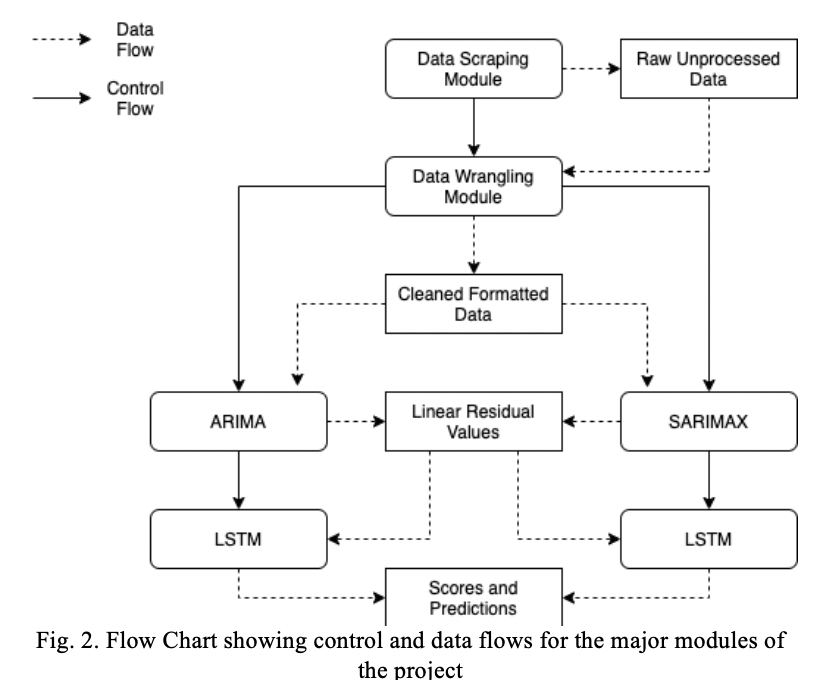 Data
Flow
Control
Flow
Data Scraping
Module
Raw Unprocessed
Data
Data Wrangling
Module
Cleaned Formatted
Data
ARIMA
Linear Residual
Values
SARIMAX
LSTM
LSTM
Scores and
Predictions
Fig. 2. Flow Chart showing control and data flows for the major modules of
the project